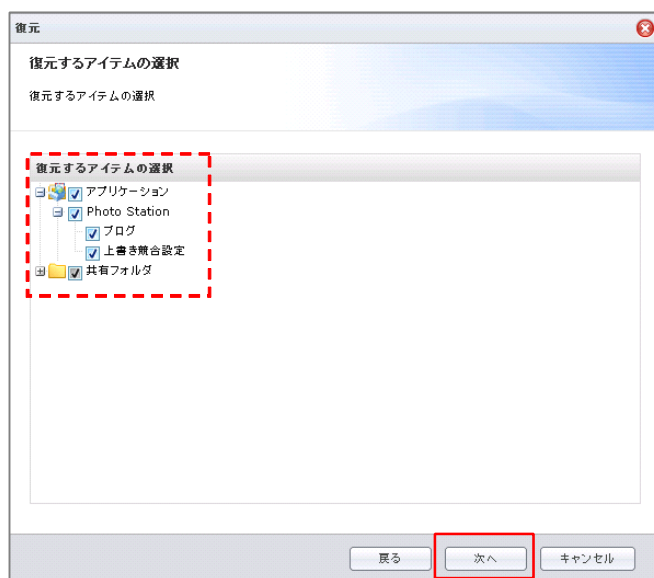 復元
復元するアイテムの選択
復元するアイテムの選択
復元するアイテムの選択
アプリケーション
Photo Station
ブログ
上書き競合設定
共有フォルダ
戻る 次へ キャンセル